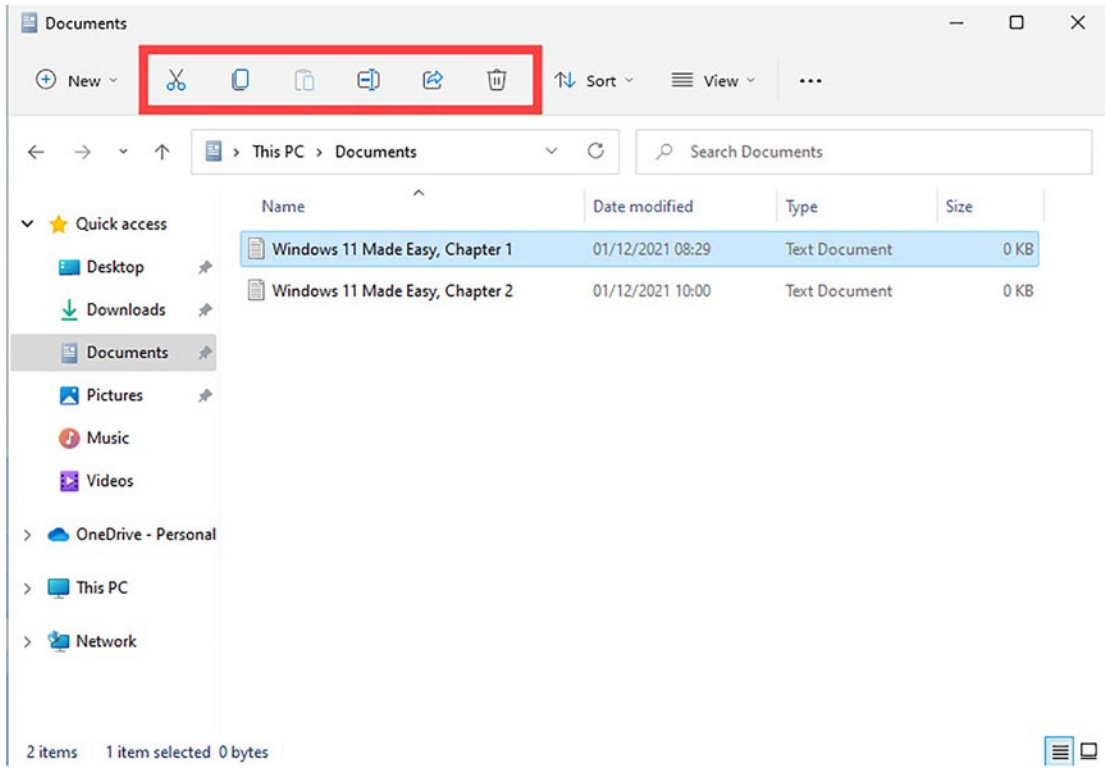 Documents
New Sort View
This PC > Documents Search Documents
Name Date modified Type Size
Quick access
Windows 11 Made Easy, Chapter 1 01/12/2021 08:29 Text Document 0 KB
Desktop
Windows 11 Made Easy, Chapter 2 01/12/2021 10:00 Text Document 0 KB
Downloads
Documents
Pictures
Music
Videos
OneDrive - Personal
This PC
Network
2 items 1 item selected 0 bytes